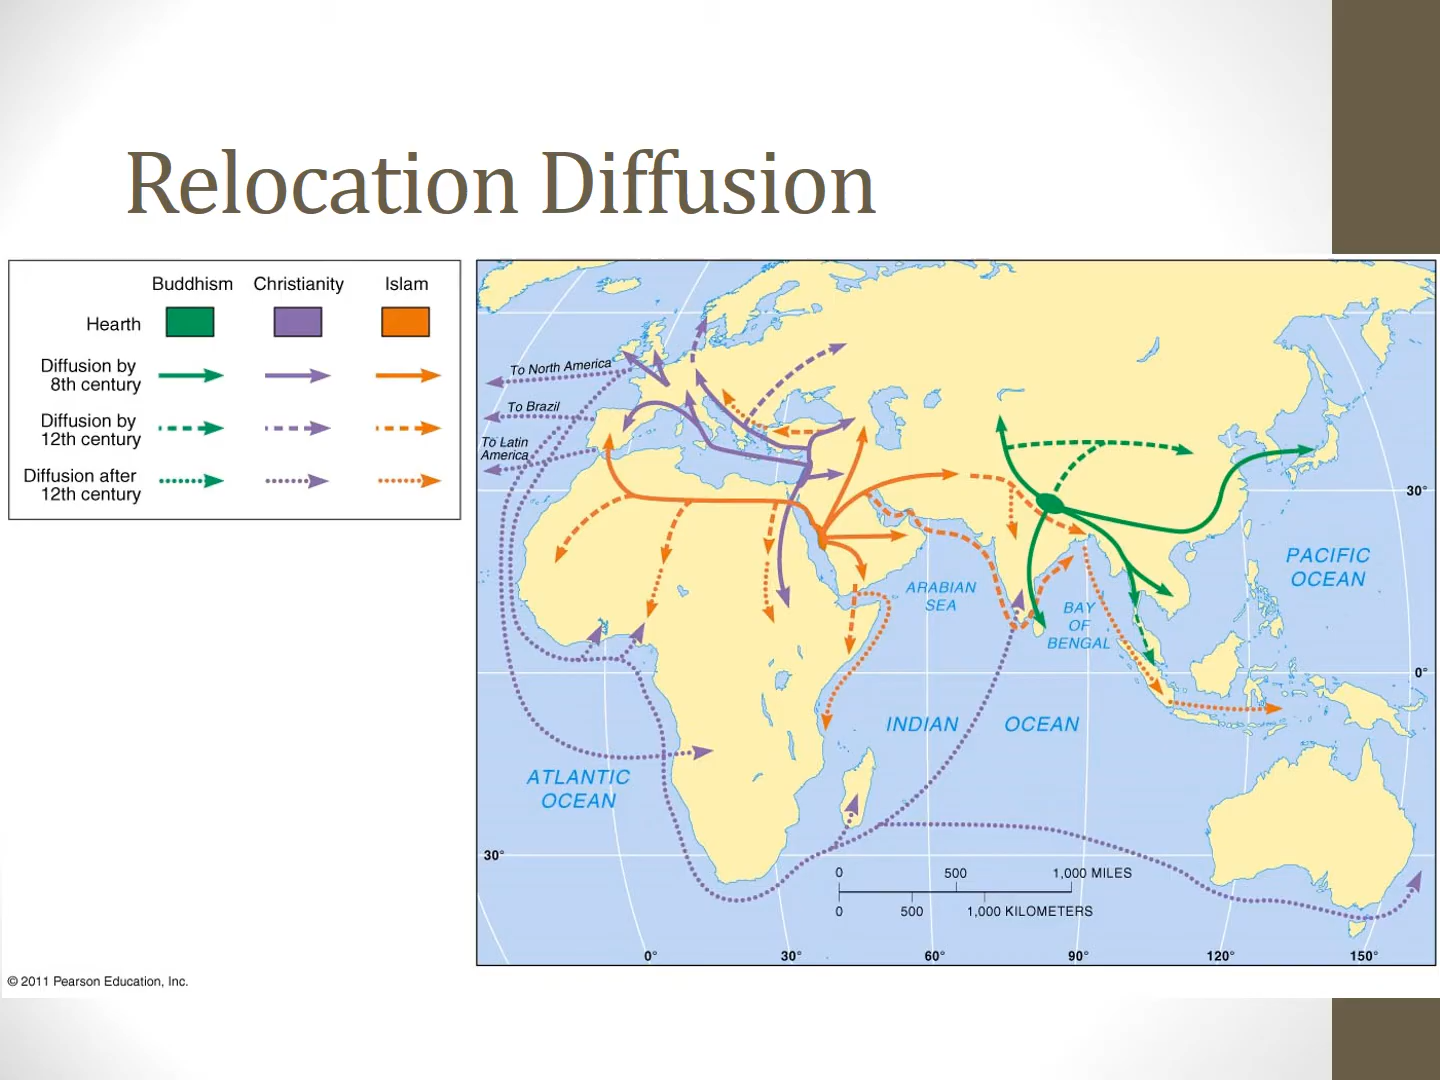 Relocation Diffusion
Buddhism Christianity Islam
Hearth
Diffusion by
8th century
Diffusion by
12th century
Diffusion after
12th century
To North America
To Brazil
To Latin
America
30°
PACIFIC
OCEAN
ARABIAN
SEA
BAY
OF
BENGAL
0°
INDIAN OCEAN
ATLANTIC
OCEAN
30°
0 500 1,000 MILES
0 500 1,000 KILOMETERS
0° 30° 60° 90° 120° 150°
© 2011 Pearson Education, Inc.